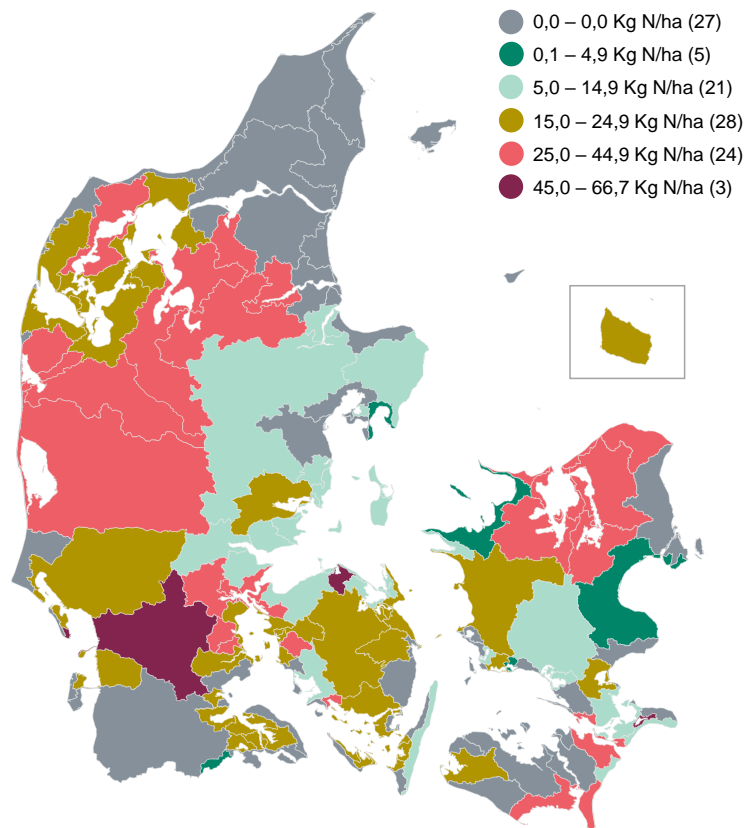 0,0 – 0,0 Kg N/ha (27)
0,1 – 4,9 Kg N/ha (5)
5,0 – 14,9 Kg N/ha (21)
15,0 – 24,9 Kg N/ha (28)
25,0 – 44,9 Kg N/ha (24)
45,0 – 66,7 Kg N/ha (3)